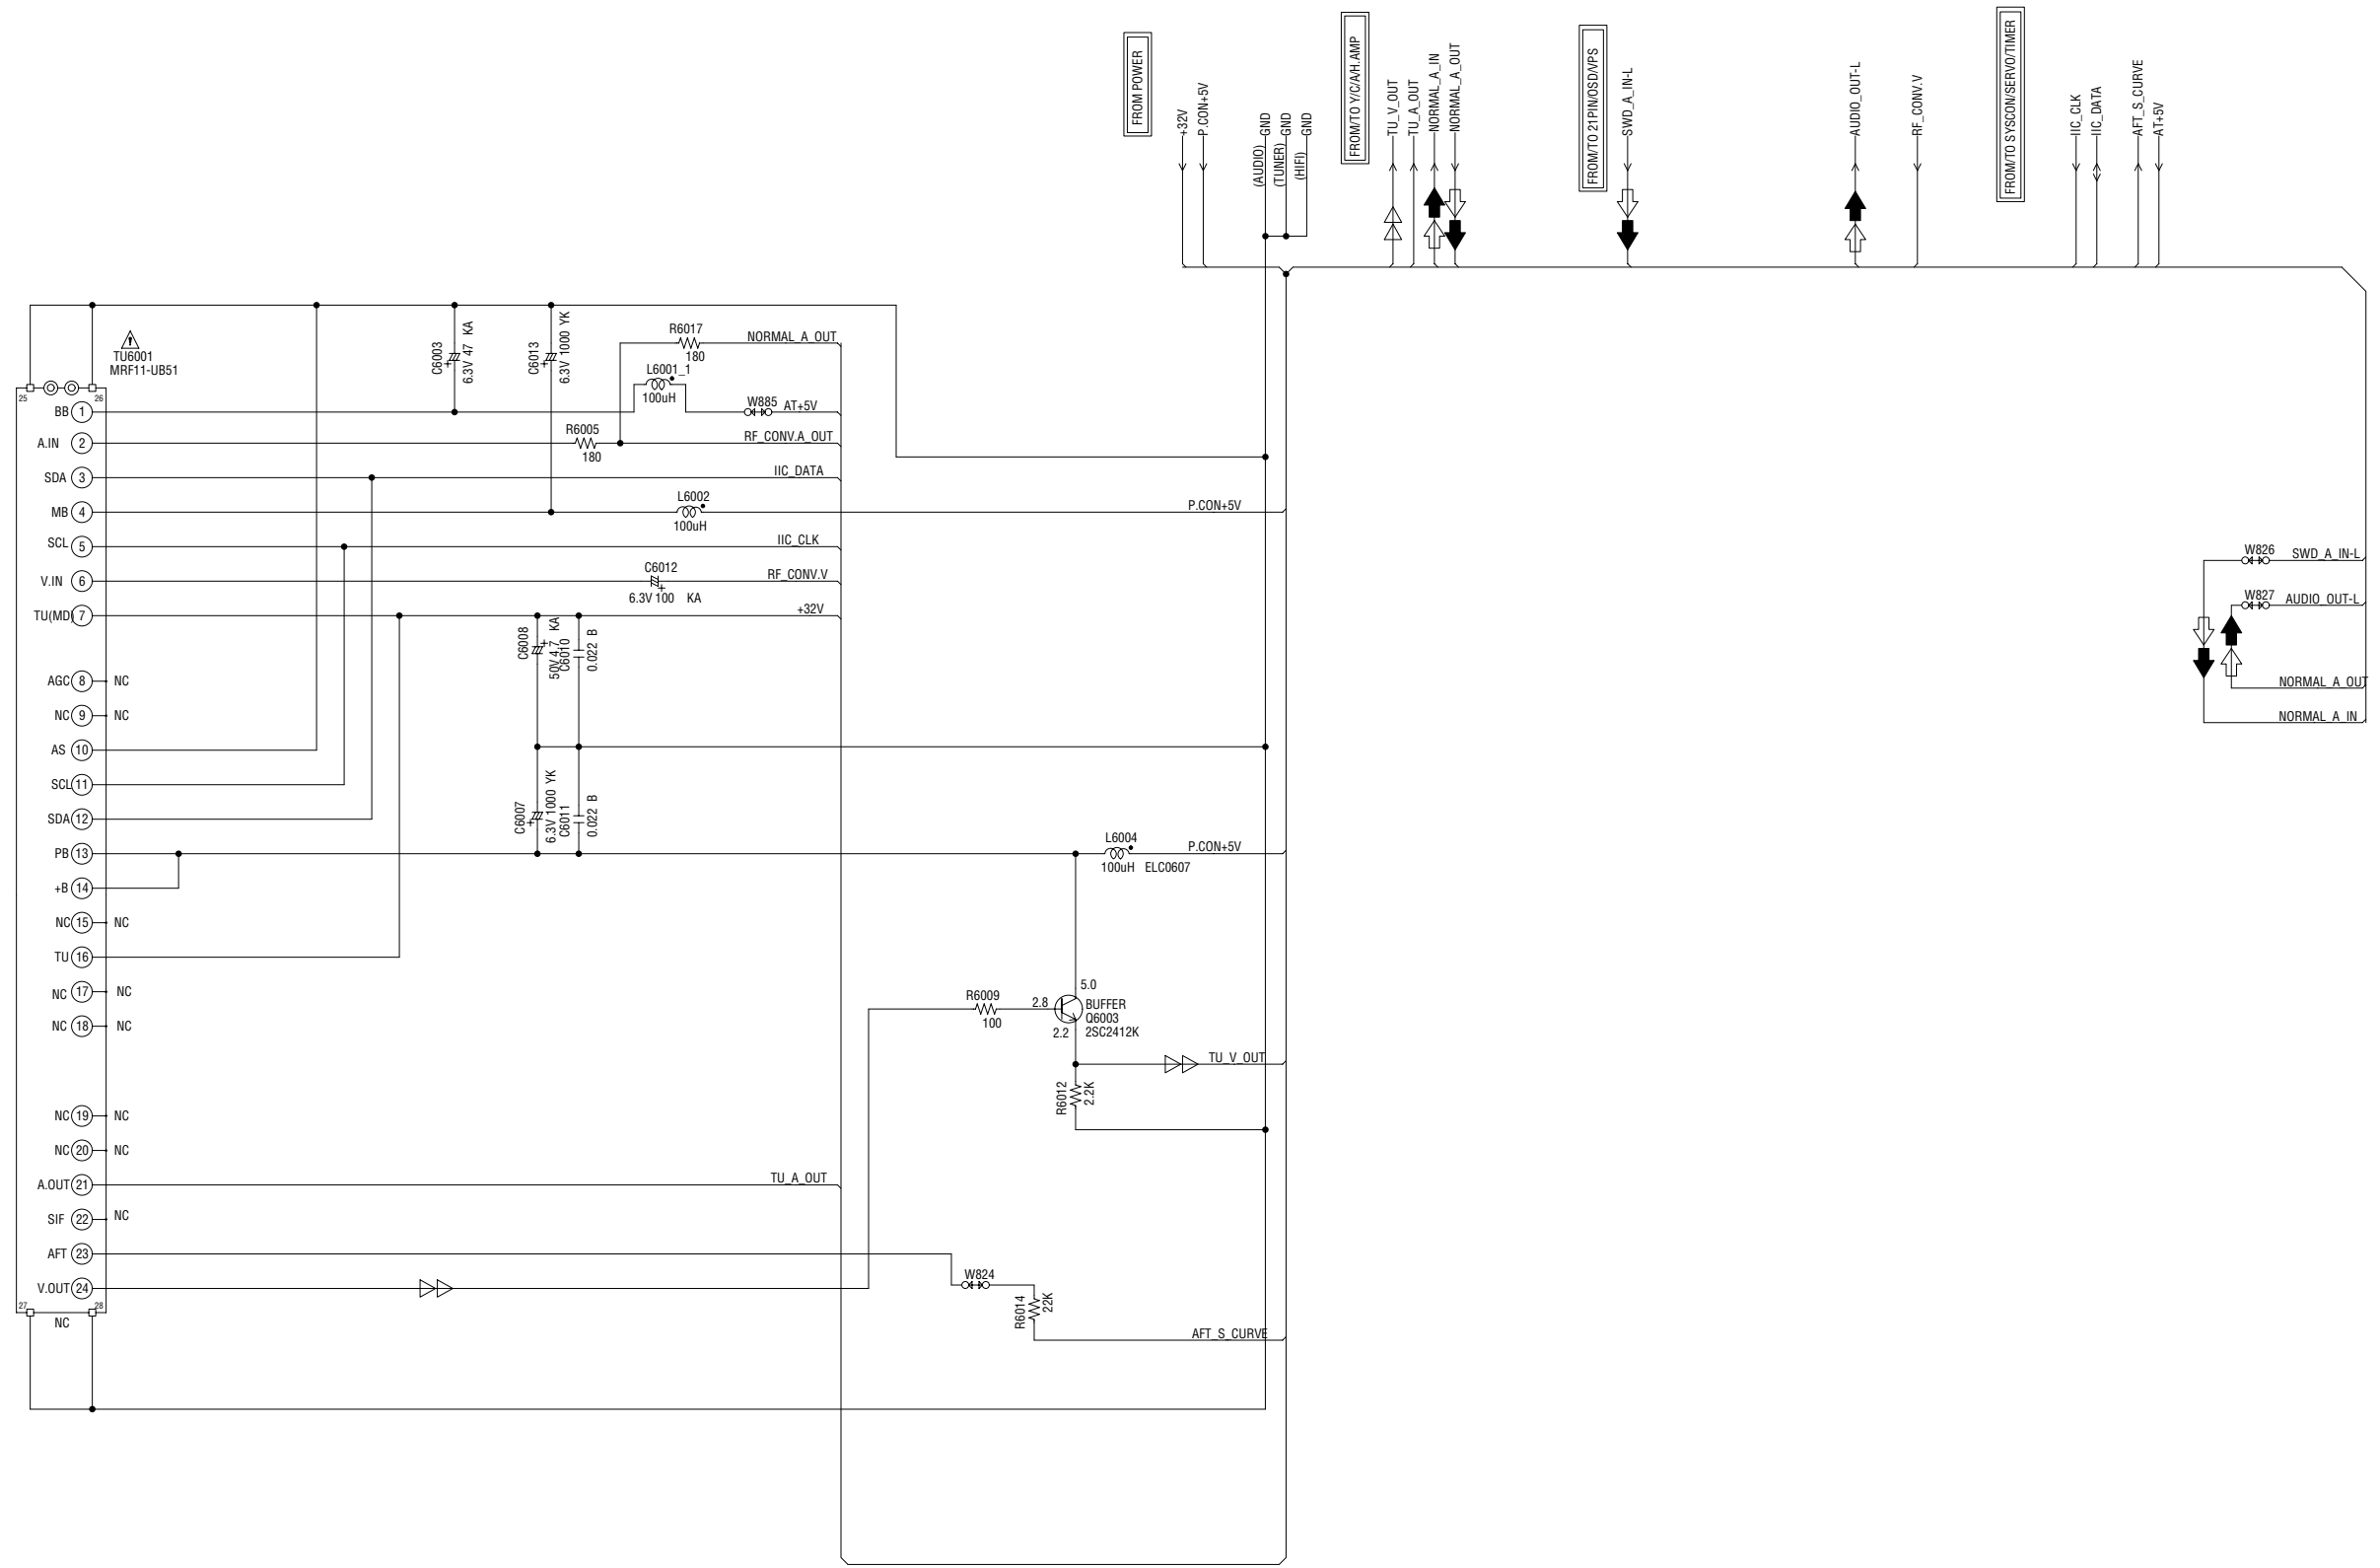 FROM POWER
+32V
P.CON+5V
(AUDIO)
GND
(TUNER)
GND
(HIFI)
GND
FROM/TO Y/C/A/H.AMP
TU_V_OUT
TU_A_OUT
NORMAL_A_IN
NORMAL_A_OUT
FROM/TO 21PIN/OSD/VPS
SWD_A_IN-L
AUDIO_OUT-L
RF_CONV.V
FROM/TO SYSCON/SERVO/TIMER
IIC_CLK
IIC_DATA
AFT_S_CURVE
AT+5V
TU6001
MRF11-UB51
25
26
BB 1
A.IN 2
SDA 3
MB 4
SCL 5
V.IN 6
TU(MD) 7
AGC 8 NC
NC 9 NC
AS 10
SCL 11
SDA 12
PB 13
+B 14
NC 15 NC
TU 16
NC 17 NC
NC 18 NC
NC 19 NC
NC 20 NC
A.OUT 21
SIF 22 NC
AFT 23
V.OUT 24
27
28
NC
C6003
6.3V 47 KA
C6013
6.3V 1000 YK
R6017
180
NORMAL_A_OUT
L6001_1
100uH
W885
AT+5V
R6005
180
RF_CONV.A_OUT
IIC_DATA
L6002
100uH
P.CON+5V
IIC_CLK
C6012
6.3V 100 KA
RF_CONV.V
+32V
C6008
50V 4.7 KA
C6010
0.022 B
C6007
6.3V 1000 YK
C6011
0.022 B
L6004
100uH ELC0607
P.CON+5V
R6009
100
5.0
2.8
2.2
BUFFER
Q6003
2SC2412K
TU_V_OUT
R6012
2.2K
TU_A_OUT
W824
R6014
22K
AFT_S_CURVE
W826
SWD_A_IN-L
W827
AUDIO_OUT-L
NORMAL_A_OUT
NORMAL_A_IN